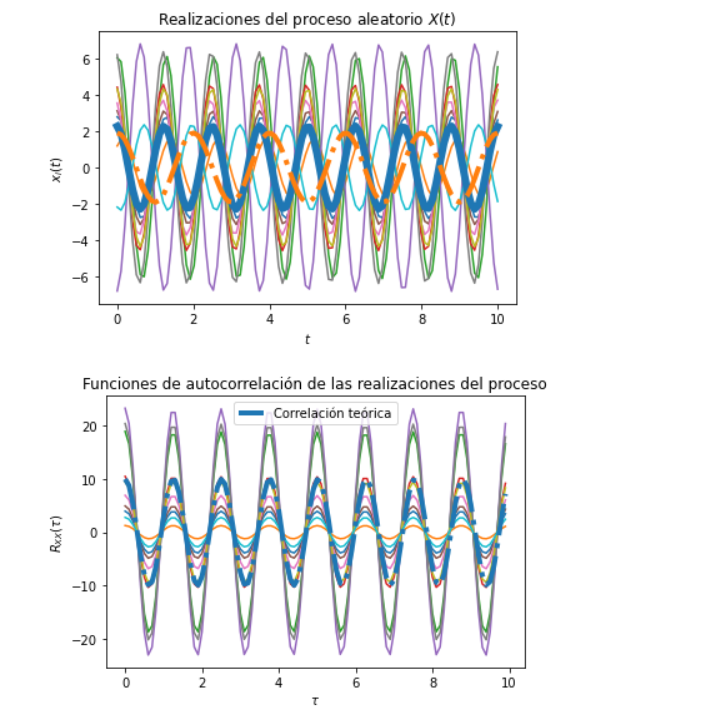 Realizaciones del proceso aleatorio X(t)
6
4
2
0
−2
−4
−6
x_i(t)
0 2 4 6 8 10
t
Funciones de autocorrelación de las realizaciones del proceso
Correlación teórica
20
10
0
−10
−20
R_XX(τ)
0 2 4 6 8 10
τ